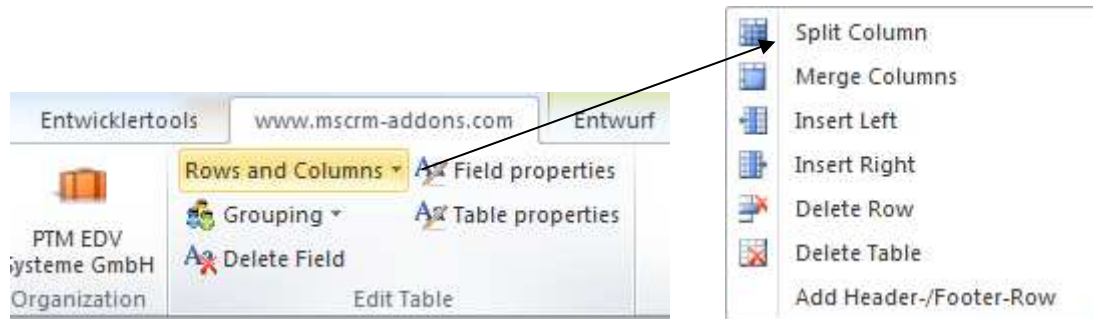 Entwicklertools www.mscrm-addons.com Entwurf
Rows and Columns Field properties
Grouping Table properties
PTM EDV
Systeme GmbH
Delete Field
Organization Edit Table
Split Column
Merge Columns
Insert Left
Insert Right
Delete Row
Delete Table
Add Header-/Footer-Row